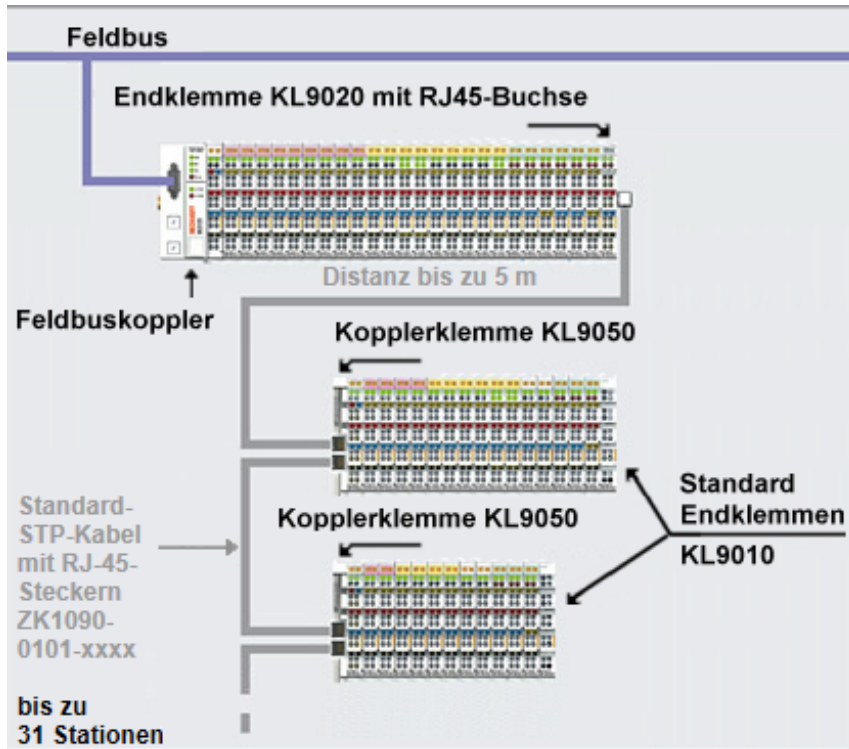 Feldbus
Endklemme KL9020 mit RJ45-Buchse
Distanz bis zu 5 m
Feldbuskoppler
Kopplerklemme KL9050
Standard-
STP-Kabel
mit RJ-45-
Steckern
ZK1090-
0101-xxxx
Kopplerklemme KL9050
Standard
Endklemmen
KL9010
bis zu
31 Stationen